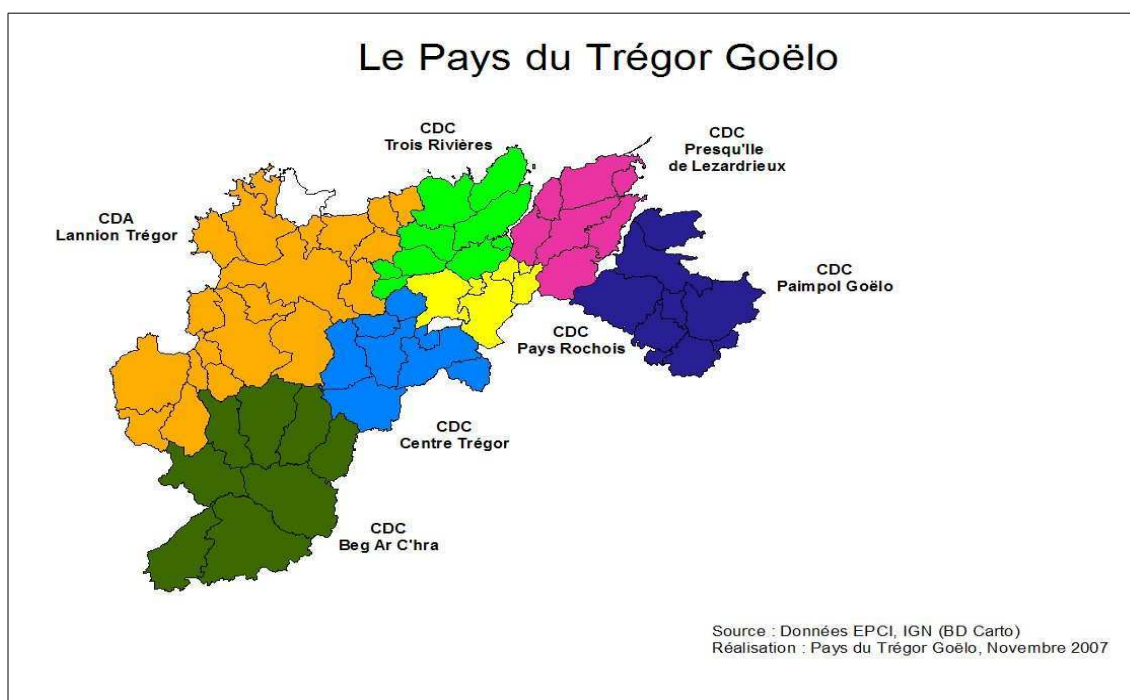 Le Pays du Trégor Goëlo
CDC
Trois Rivières
CDC
Presqu'Ile
de Lezardrieux
CDA
Lannion Trégor
CDC
Paimpol Goëlo
CDC
Pays Rochois
CDC
Centre Trégor
CDC
Beg Ar C'hra
Source : Données EPCI, IGN (BD Carto)
Réalisation : Pays du Trégor Goëlo, Novembre 2007